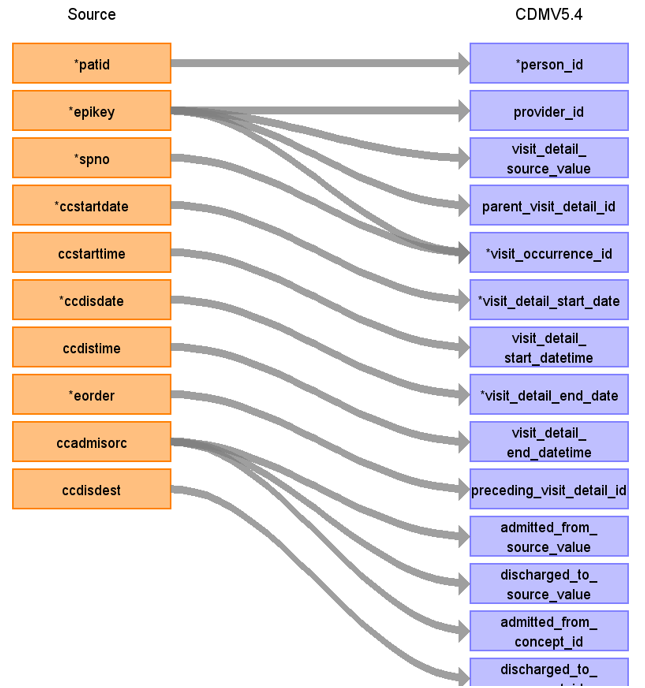 Source
CDMV5.4
*patid
*person_id
*epikey
provider_id
*spno
visit_detail_
source_value
*ccstartdate
parent_visit_detail_id
ccstarttime
*visit_occurrence_id
*ccdisdate
*visit_detail_start_date
ccdistime
visit_detail_
start_datetime
*eorder
*visit_detail_end_date
ccadmisorc
visit_detail_
end_datetime
ccdisdest
preceding_visit_detail_id
admitted_from_
source_value
discharged_to_
source_value
admitted_from_
concept_id
discharged_to_